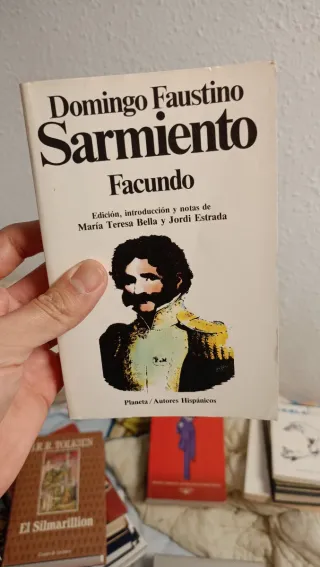 Domingo Faustino
Sarmiento
Facundo
Edición, introducción y notas de
María Teresa Bella y Jordi Estrada
Planeta/Autores Hispánicos
J.R.R. TOLKIEN
El Silmarillion